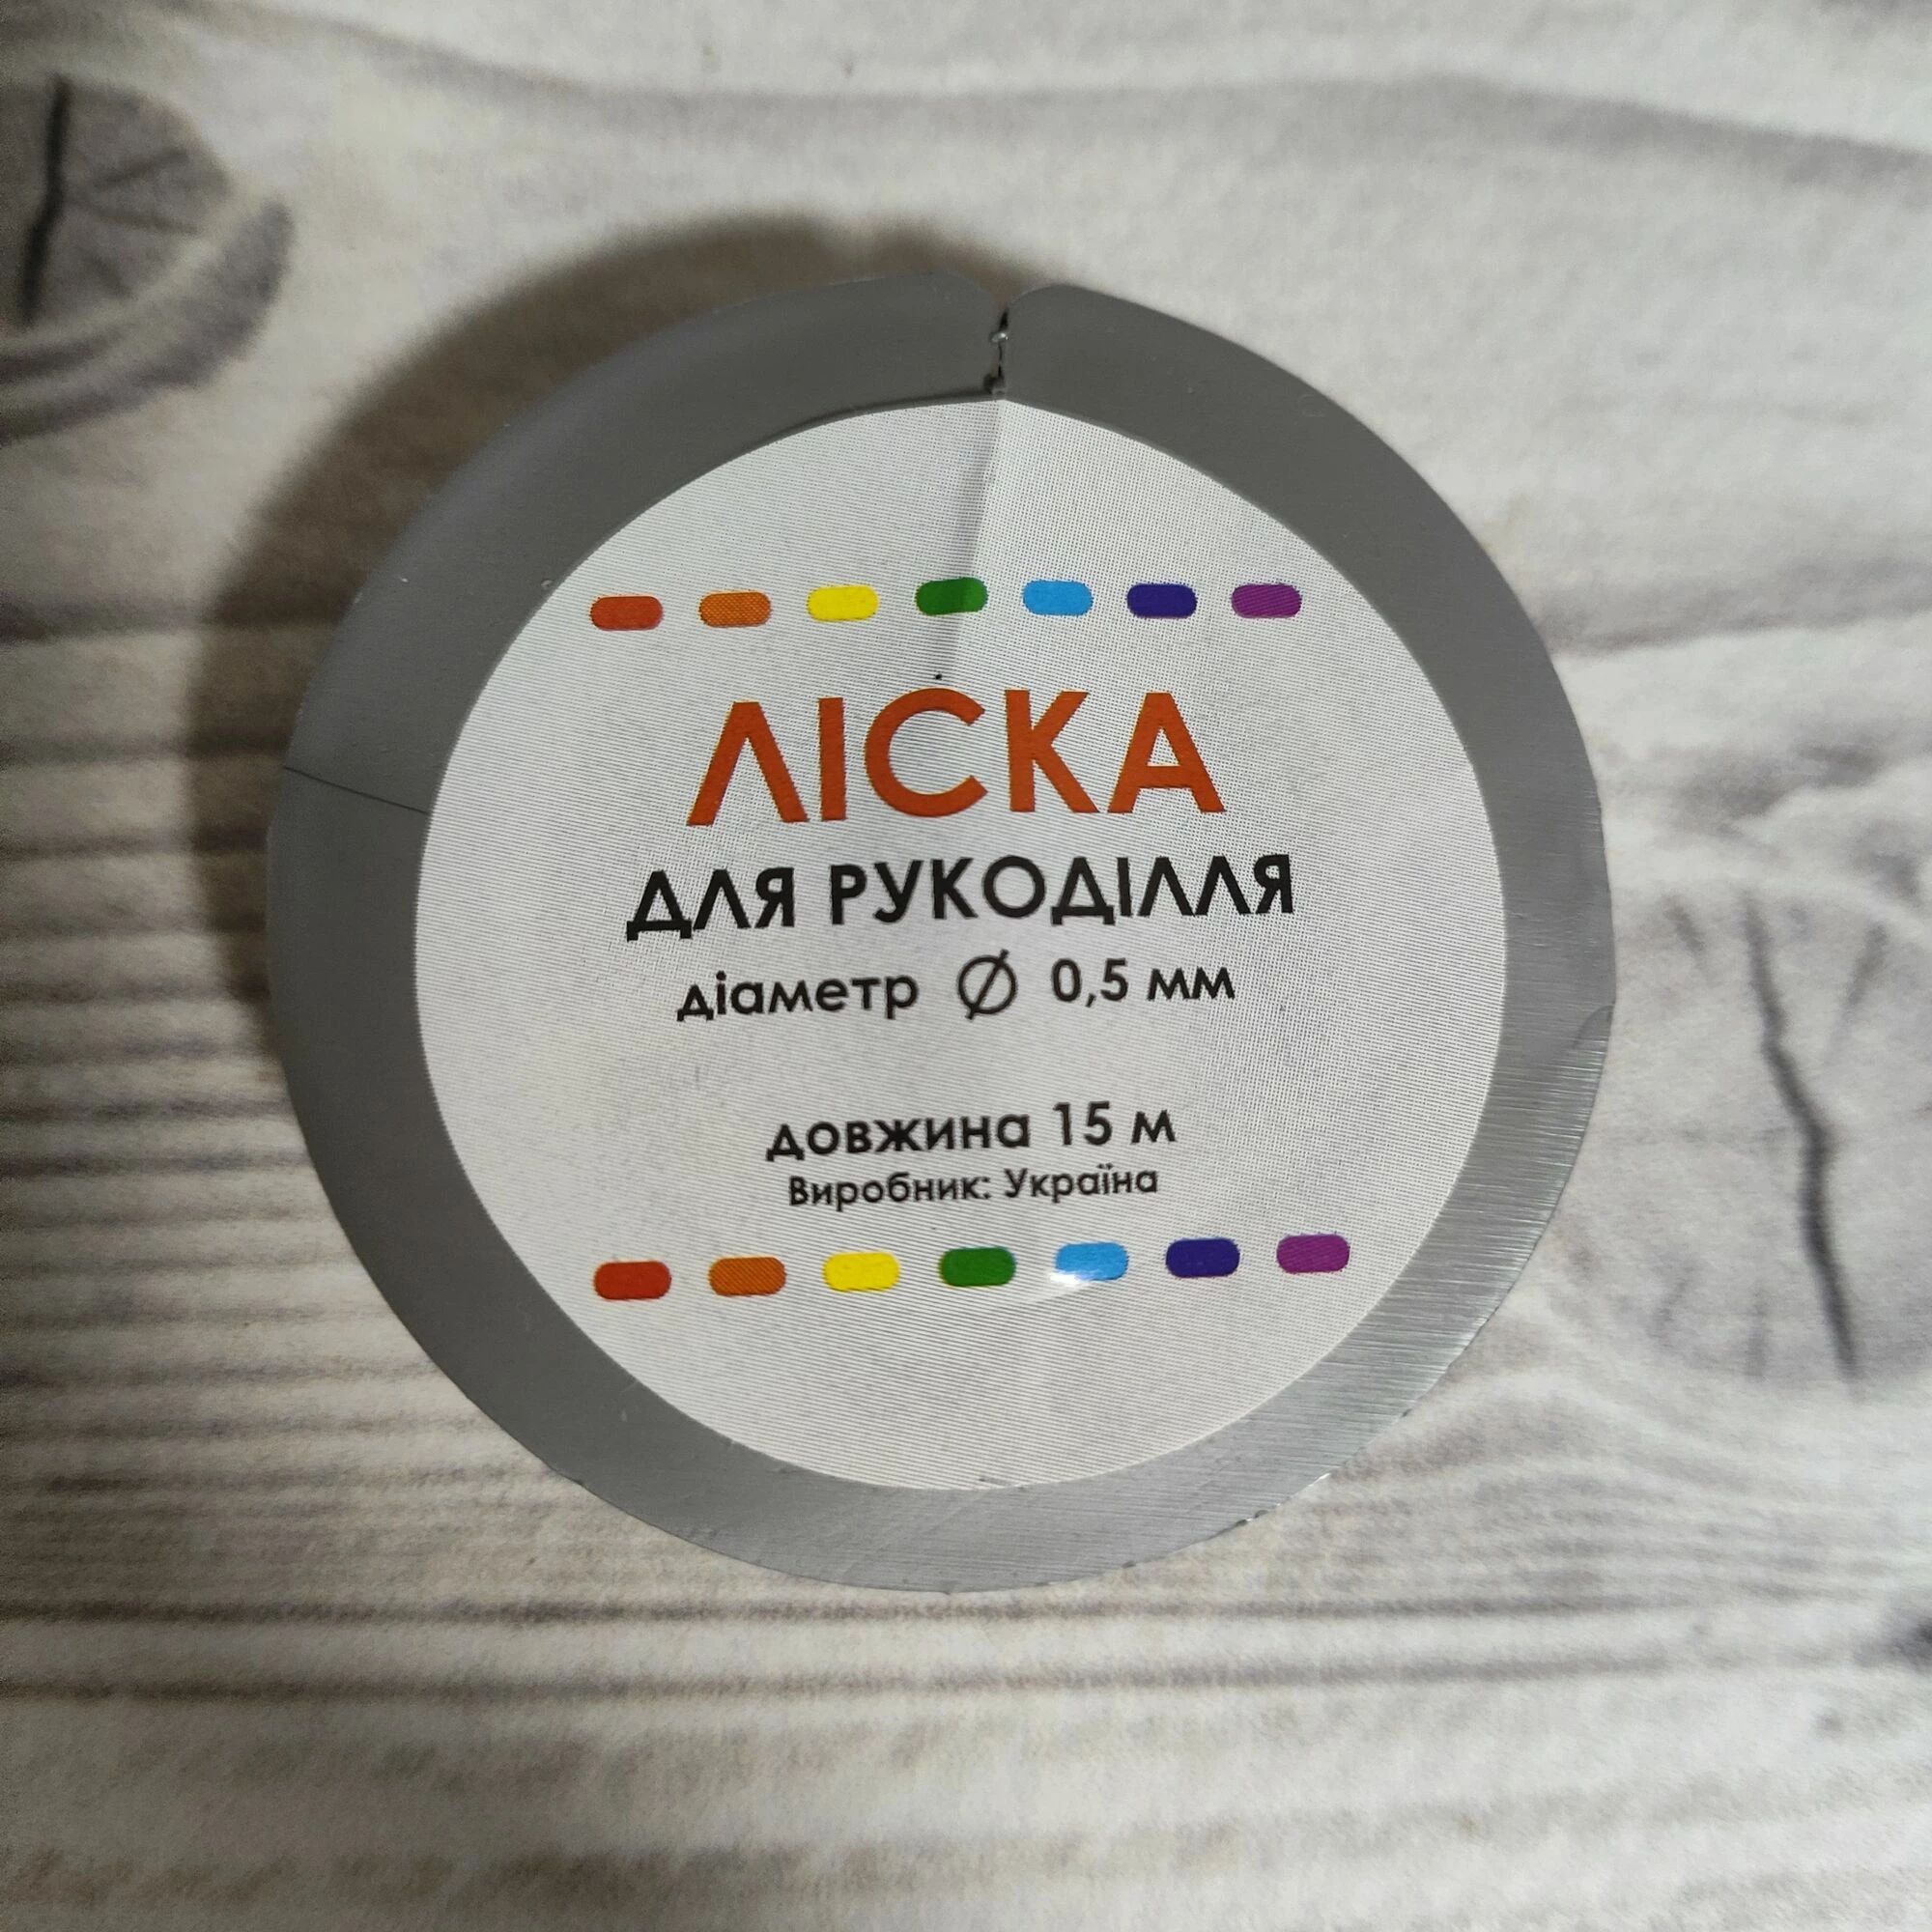 ЛІСКА
ДЛЯ РУКОДІЛЛЯ
діаметр Ø 0,5 мм
довжина 15 м
Виробник: Україна